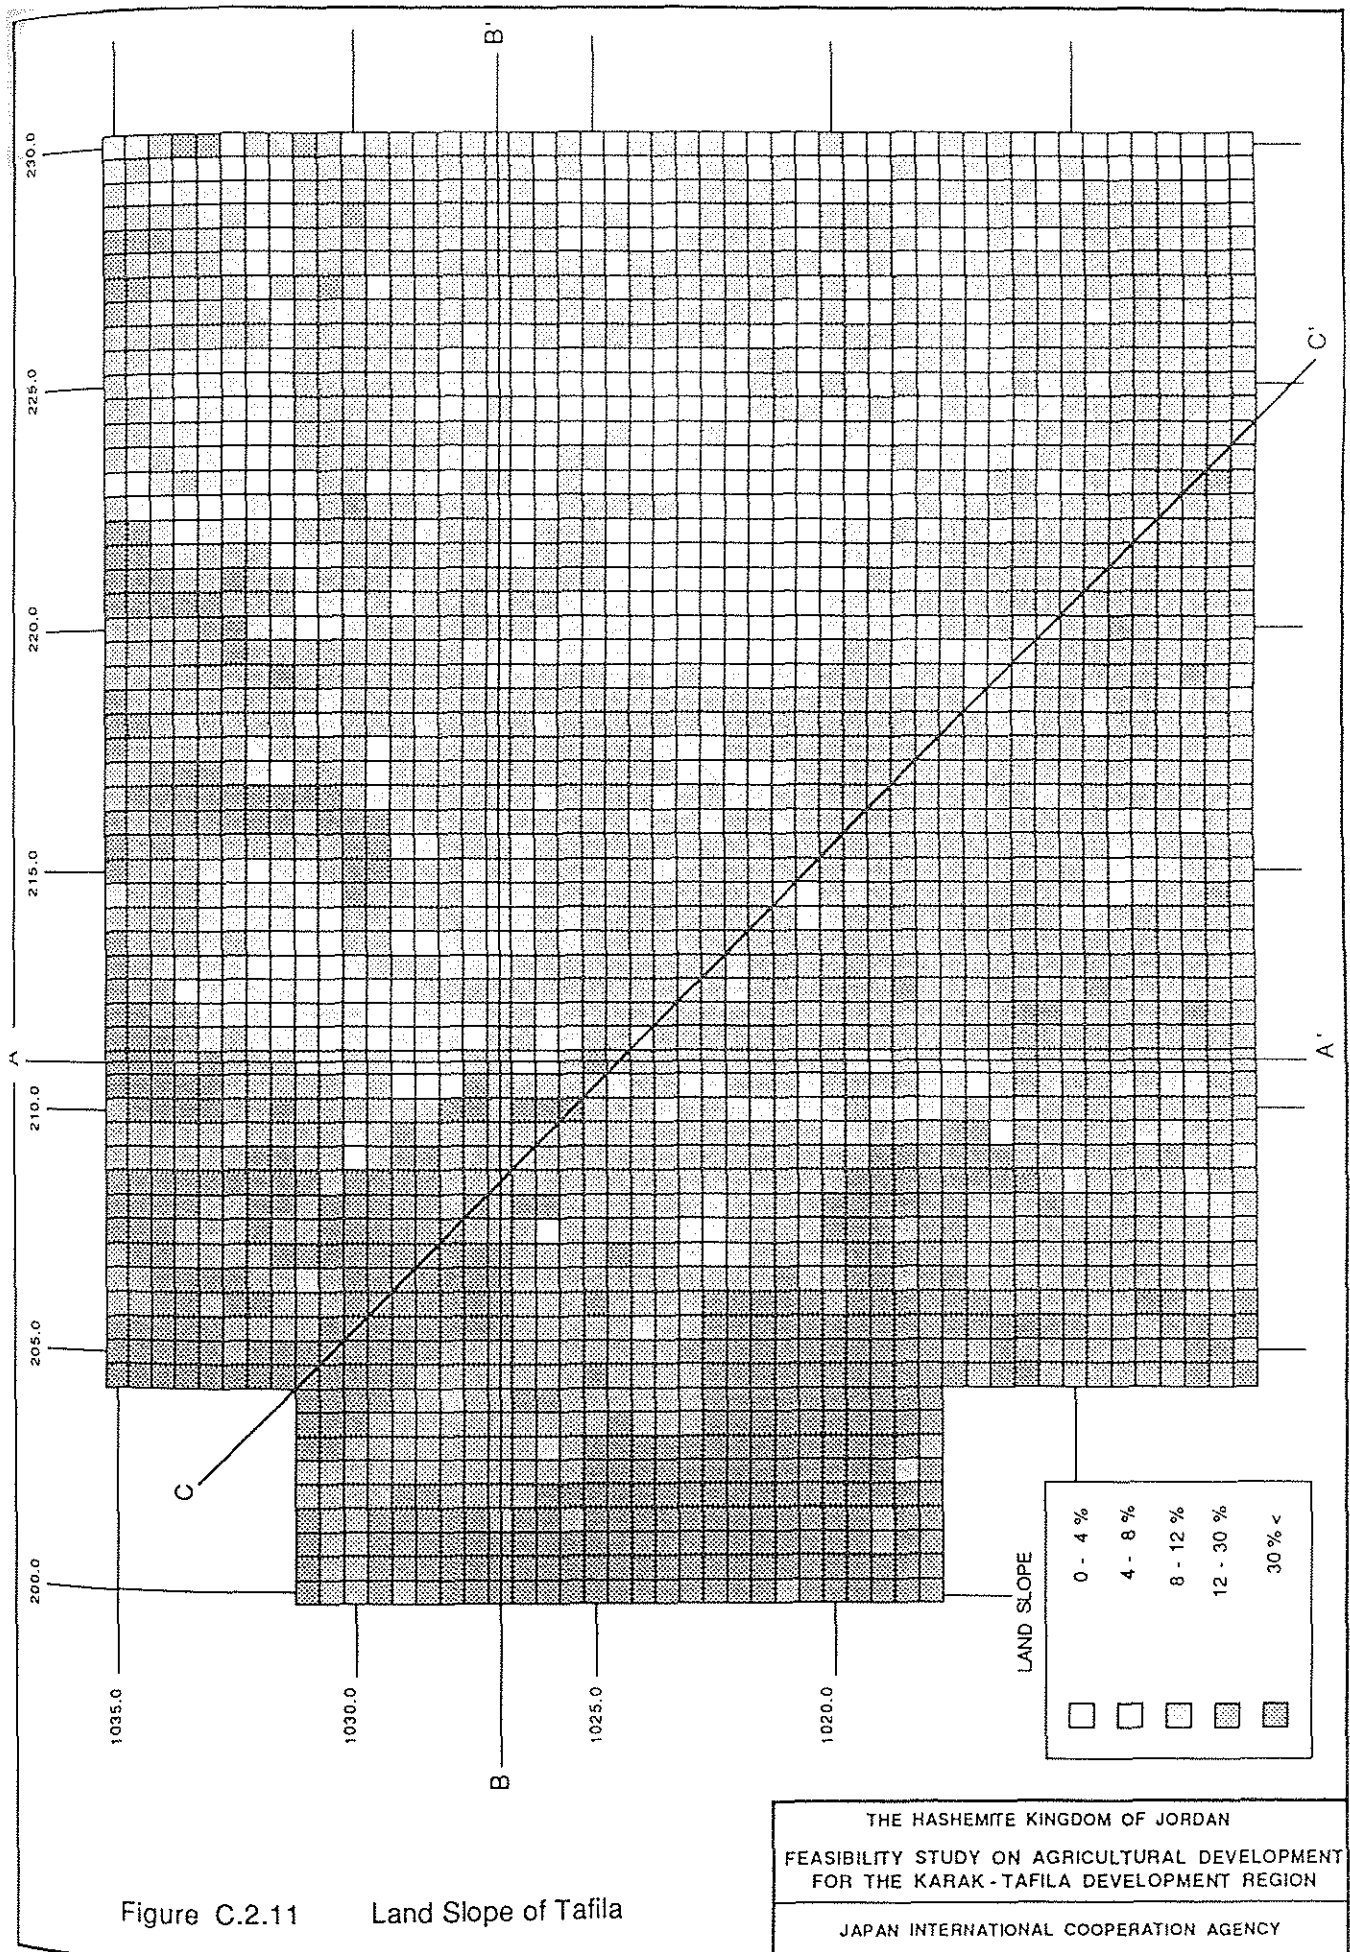 B'
230.0
225.0
220.0
215.0
A
210.0
205.0
200.0
C'
A'
C
1035.0
1030.0
1025.0
1020.0
B
LAND SLOPE
0 - 4 %
4 - 8 %
8 - 12 %
12 - 30 %
30 % <
THE HASHEMITE KINGDOM OF JORDAN
FEASIBILITY STUDY ON AGRICULTURAL DEVELOPMENT
FOR THE KARAK - TAFILA DEVELOPMENT REGION
JAPAN INTERNATIONAL COOPERATION AGENCY
Figure C.2.11 Land Slope of Tafila